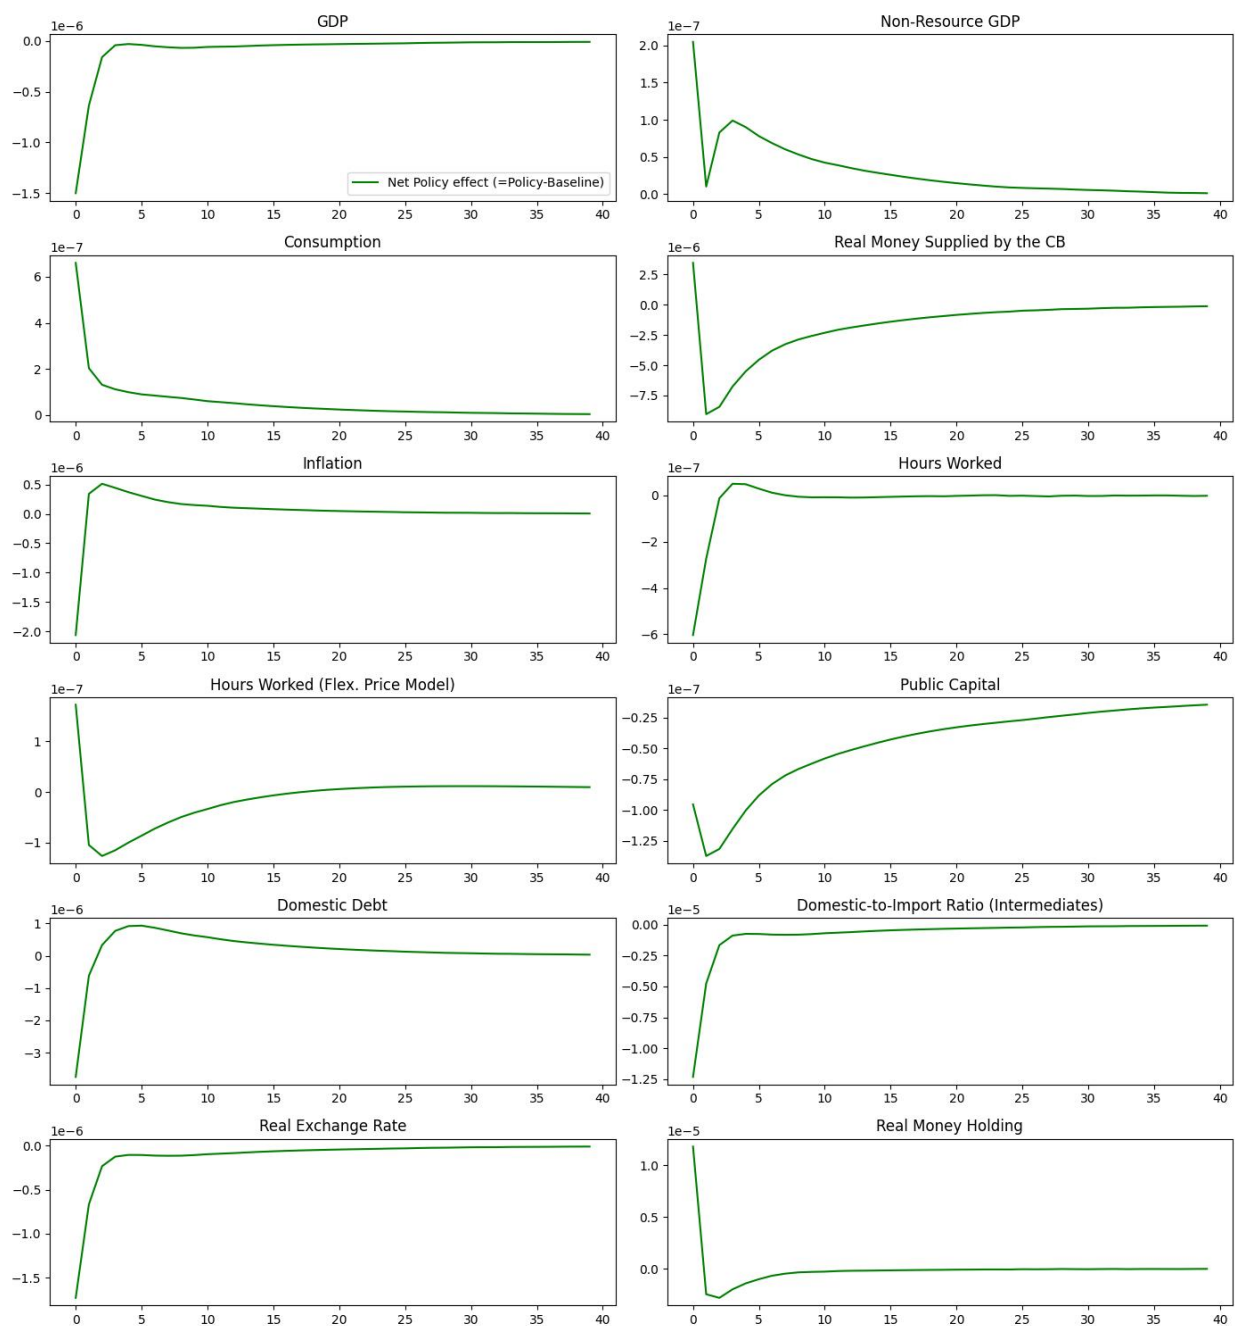 GDP
1e−6
0.0
−0.5
−1.0
−1.5
Net Policy effect (=Policy-Baseline)
0 5 10 15 20 25 30 35 40
Non-Resource GDP
1e−7
2.0
1.5
1.0
0.5
0.0
0 5 10 15 20 25 30 35 40
Consumption
1e−7
6
4
2
0
0 5 10 15 20 25 30 35 40
Real Money Supplied by the CB
1e−6
2.5
0.0
−2.5
−5.0
−7.5
0 5 10 15 20 25 30 35 40
Inflation
1e−6
0.5
0.0
−0.5
−1.0
−1.5
−2.0
0 5 10 15 20 25 30 35 40
Hours Worked
1e−7
0
−2
−4
−6
0 5 10 15 20 25 30 35 40
Hours Worked (Flex. Price Model)
1e−7
1
0
−1
0 5 10 15 20 25 30 35 40
Public Capital
1e−7
−0.25
−0.50
−0.75
−1.00
−1.25
0 5 10 15 20 25 30 35 40
Domestic Debt
1e−6
1
0
−1
−2
−3
0 5 10 15 20 25 30 35 40
Domestic-to-Import Ratio (Intermediates)
1e−5
0.00
−0.25
−0.50
−0.75
−1.00
−1.25
0 5 10 15 20 25 30 35 40
Real Exchange Rate
1e−6
0.0
−0.5
−1.0
−1.5
0 5 10 15 20 25 30 35 40
Real Money Holding
1e−5
1.0
0.5
0.0
0 5 10 15 20 25 30 35 40